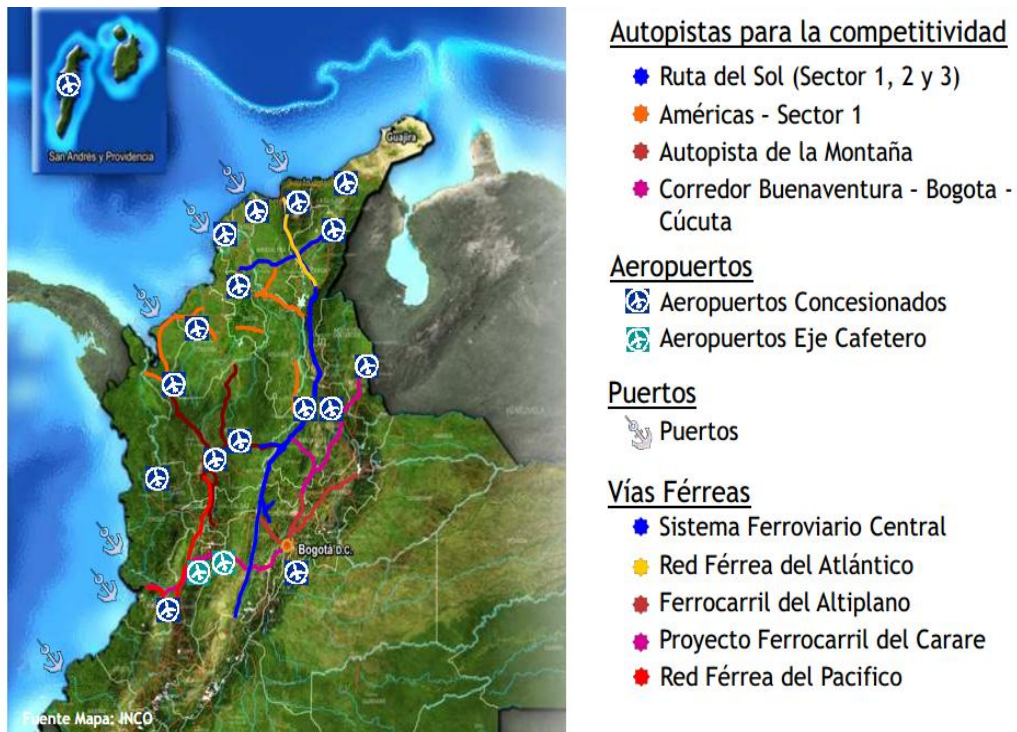 San Andrés y Providencia
Guajira
Bogotá D.C.
Fuente Mapa: INCO
Autopistas para la competitividad
Ruta del Sol (Sector 1, 2 y 3)
Américas - Sector 1
Autopista de la Montaña
Corredor Buenaventura - Bogota -
Cúcuta
Aeropuertos
Aeropuertos Concesionados
Aeropuertos Eje Cafetero
Puertos
Puertos
Vías Férreas
Sistema Ferroviario Central
Red Férrea del Atlántico
Ferrocarril del Altiplano
Proyecto Ferrocarril del Carare
Red Férrea del Pacifico